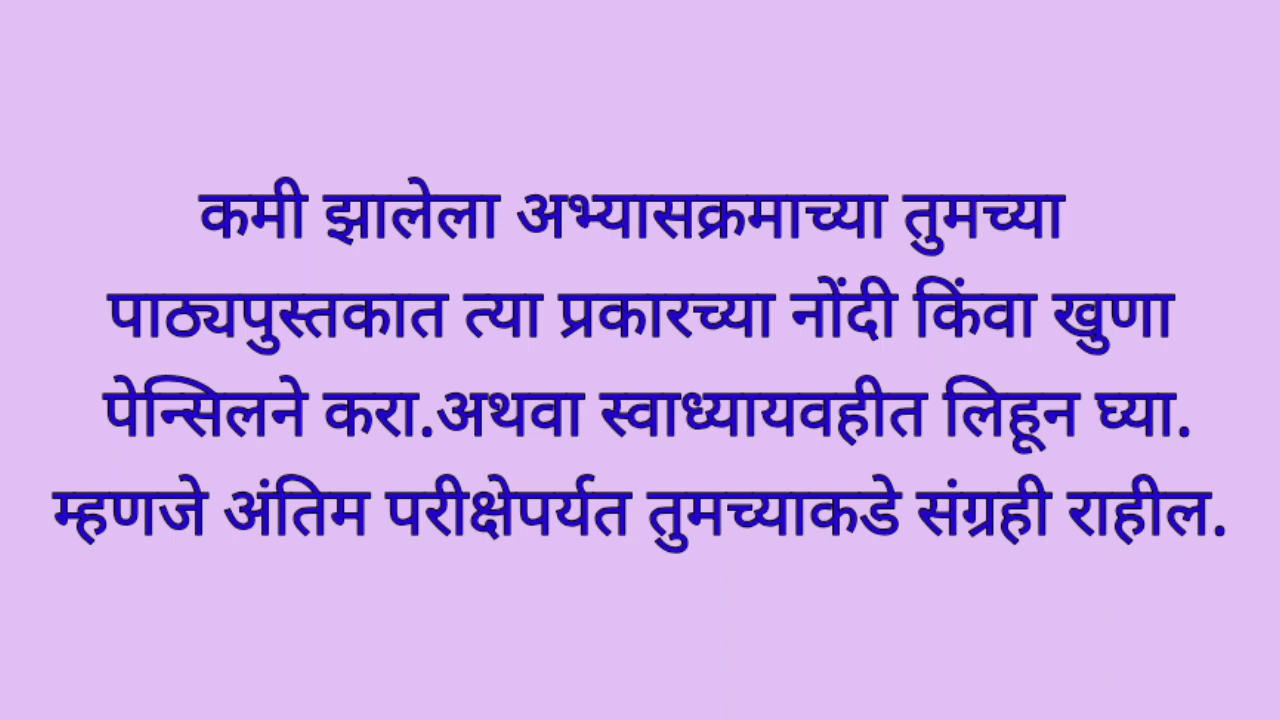 कमी झालेला अभ्यासक्रमाच्या तुमच्या
पाठ्यपुस्तकात त्या प्रकारच्या नोंदी किंवा खुणा
पेन्सिलने करा.अथवा स्वाध्यायवहीत लिहून घ्या.
म्हणजे अंतिम परीक्षेपर्यत तुमच्याकडे संग्रही राहील.